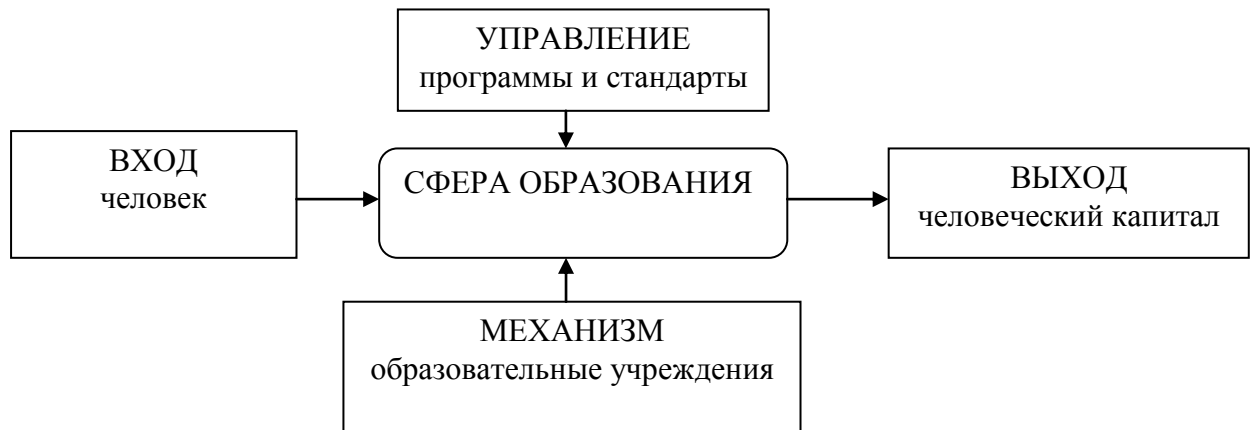 УПРАВЛЕНИЕ
программы и стандарты
ВХОД
человек
СФЕРА ОБРАЗОВАНИЯ
ВЫХОД
человеческий капитал
МЕХАНИЗМ
образовательные учреждения